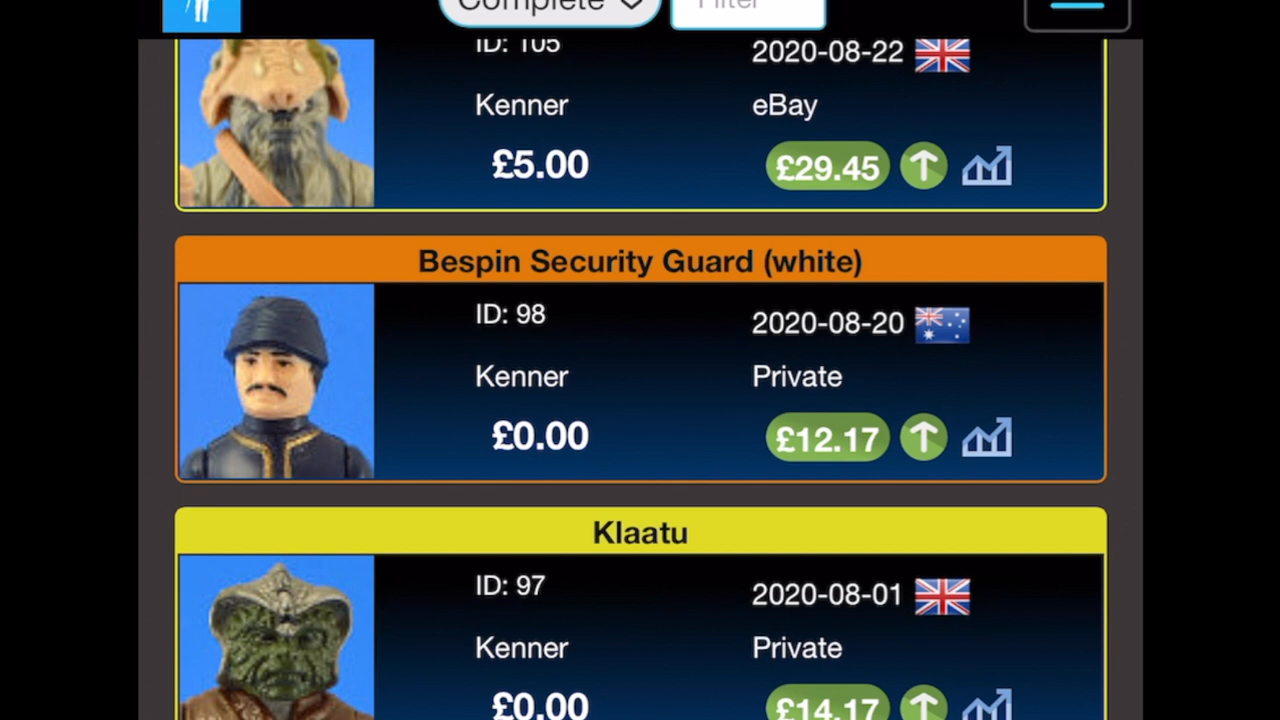 Complete
Filter
ID: 105
2020-08-22
Kenner
eBay
£5.00
£29.45
Bespin Security Guard (white)
ID: 98
2020-08-20
Kenner
Private
£0.00
£12.17
Klaatu
ID: 97
2020-08-01
Kenner
Private
£0.00
£14.17